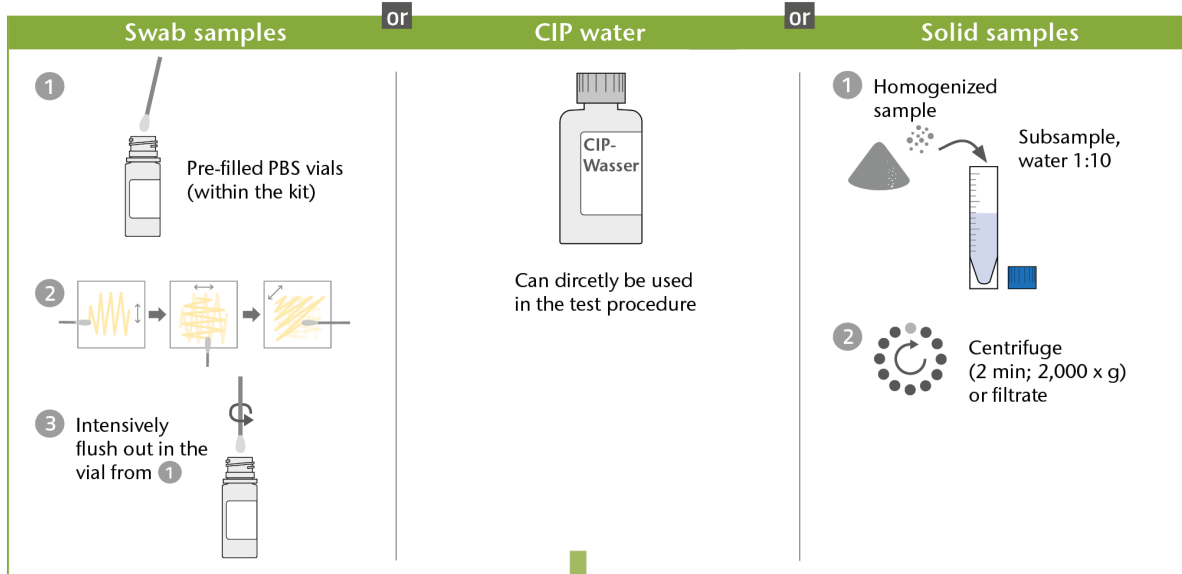 Swab samples
or
CIP water
or
Solid samples
1
Pre-filled PBS vials
(within the kit)
2
3 Intensively
flush out in the
vial from 1
CIP-
Wasser
Can dircetly be used
in the test procedure
1 Homogenized
sample
Subsample,
water 1:10
2
Centrifuge
(2 min; 2,000 x g)
or filtrate